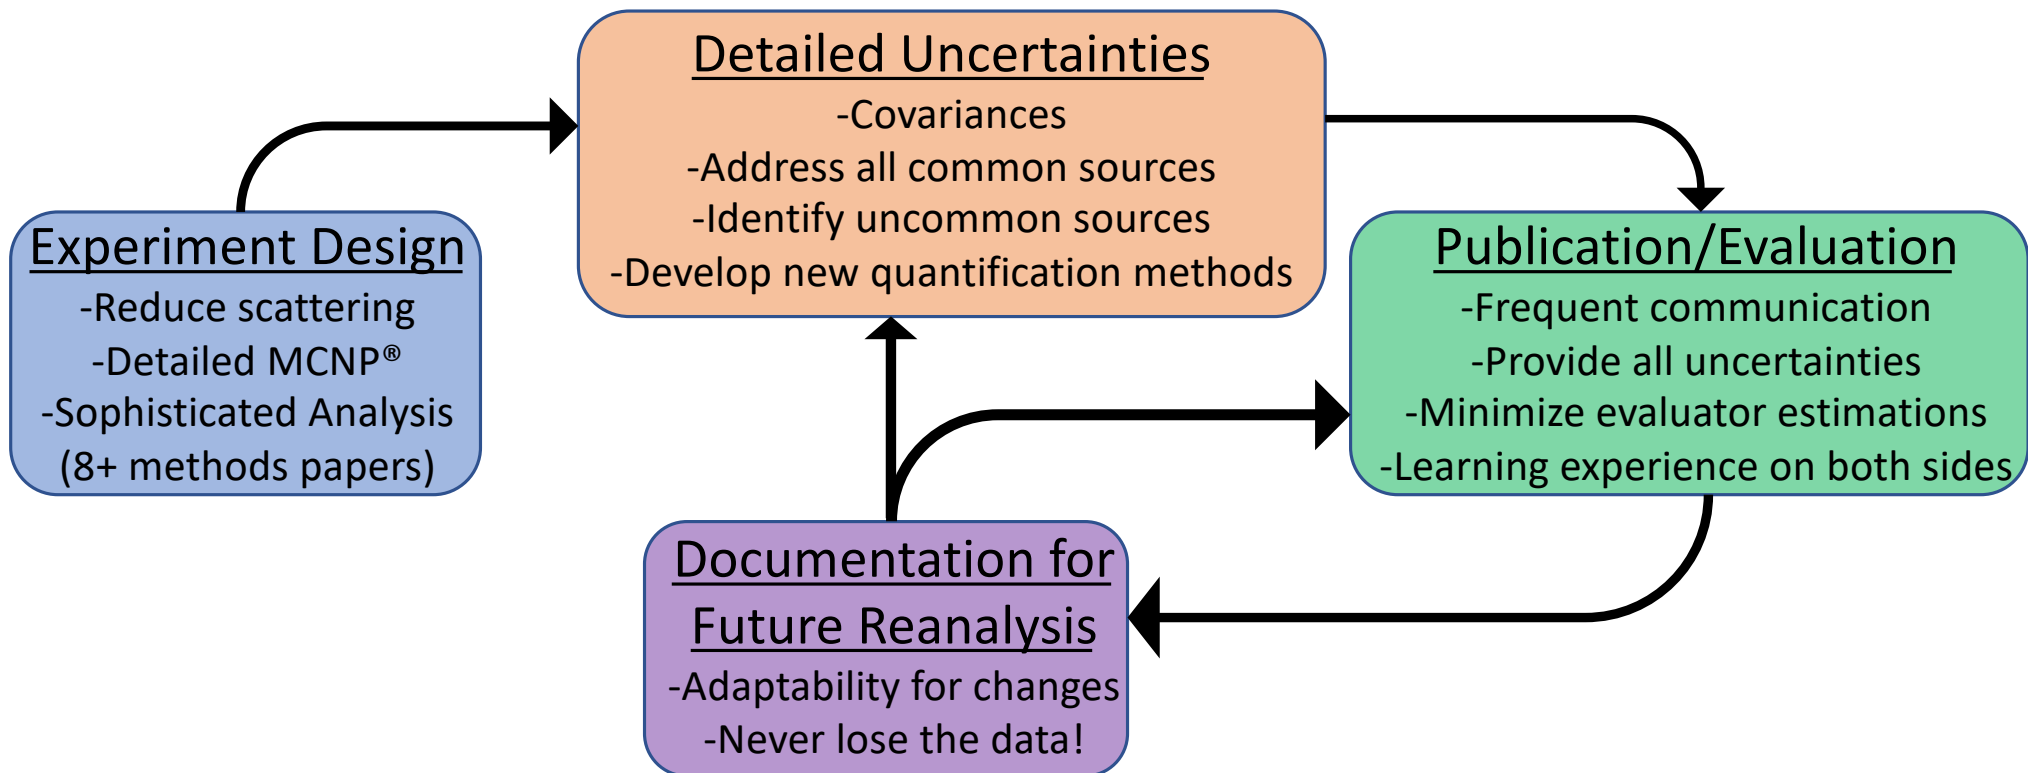 Detailed Uncertainties
-Covariances
-Address all common sources
-Identify uncommon sources
-Develop new quantification methods
Experiment Design
-Reduce scattering
-Detailed MCNP®
-Sophisticated Analysis
(8+ methods papers)
Publication/Evaluation
-Frequent communication
-Provide all uncertainties
-Minimize evaluator estimations
-Learning experience on both sides
Documentation for
Future Reanalysis
-Adaptability for changes
-Never lose the data!